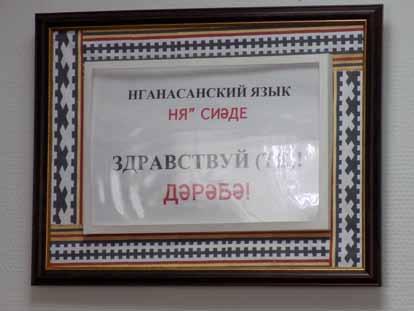 НГАНАСАНСКИЙ ЯЗЫК
НЯ” СИӘДЕ
ЗДРАВСТВУЙ
ДӘРӘБӘ!